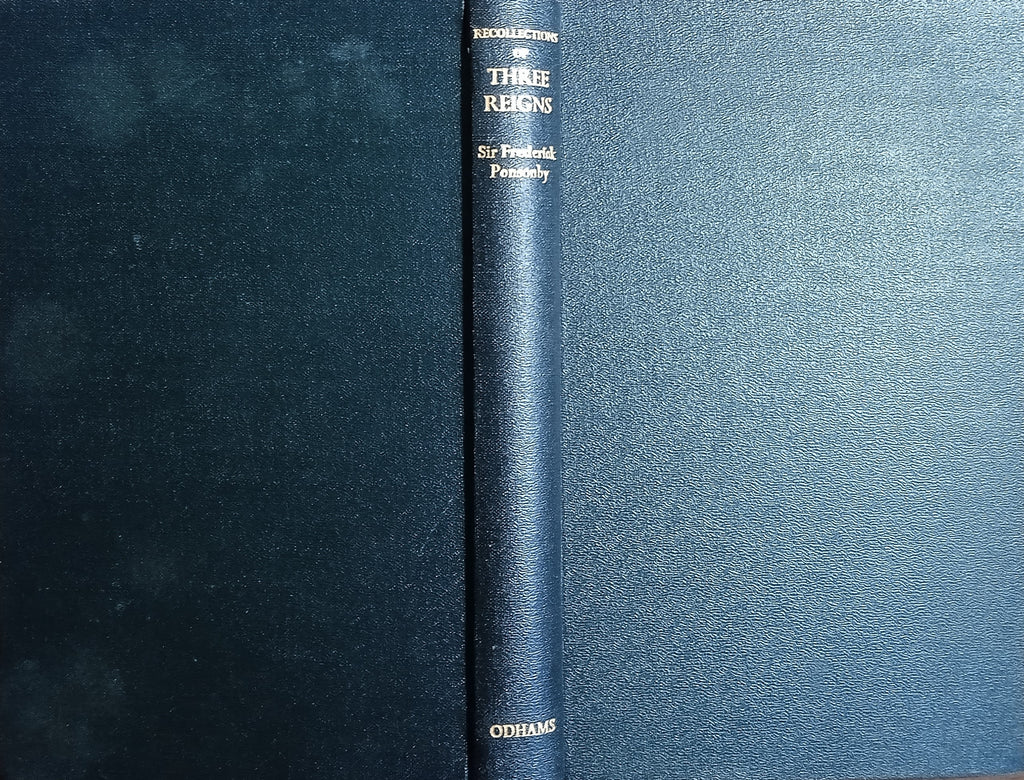 RECOLLECTIONS
OF
THREE
REIGNS
Sir Frederick
Ponsonby
ODHAMS